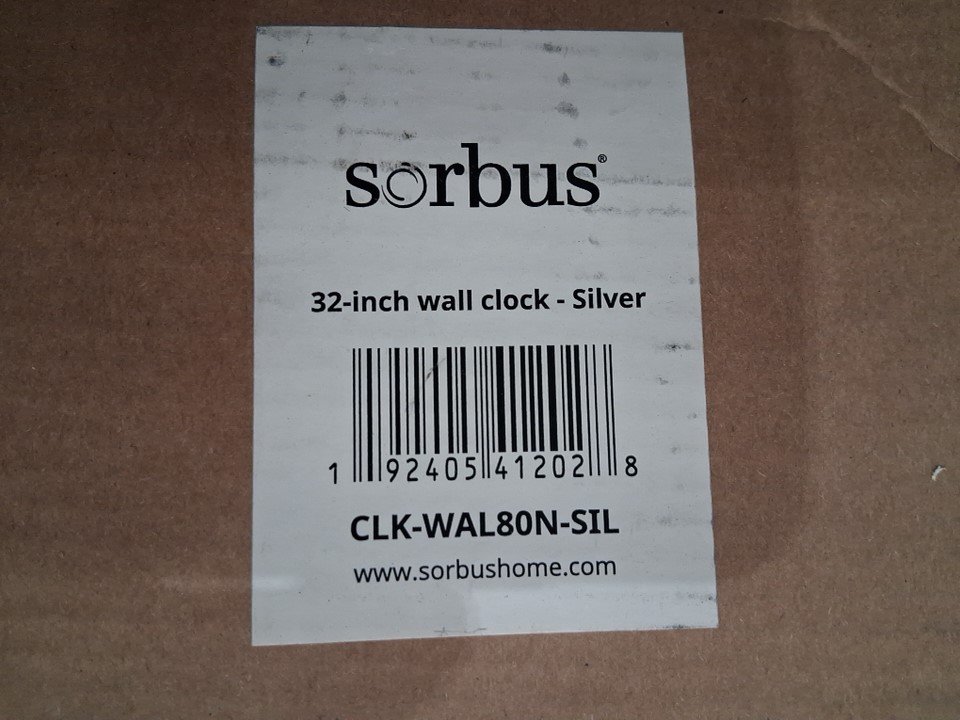 sorbus®
32-inch wall clock - Silver
1 92405 41202 8
CLK-WAL80N-SIL
www.sorbushome.com